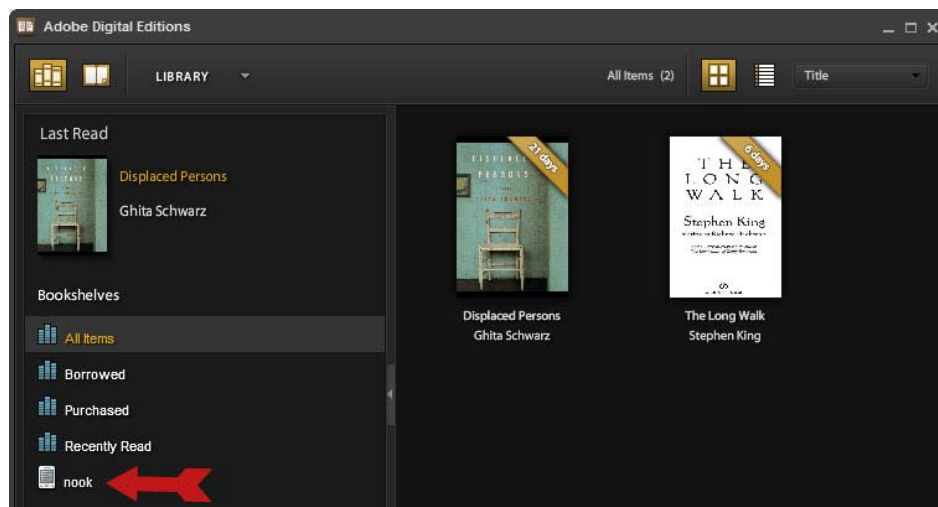 Adobe Digital Editions
LIBRARY
All Items (2)
Title
Last Read
Displaced Persons
Ghita Schwarz
Bookshelves
All Items
Borrowed
Purchased
Recently Read
nook
DISPLACED
PERSONS
21 days
Displaced Persons
Ghita Schwarz
THE
LONG
WALK
Stephen King
6 days
The Long Walk
Stephen King